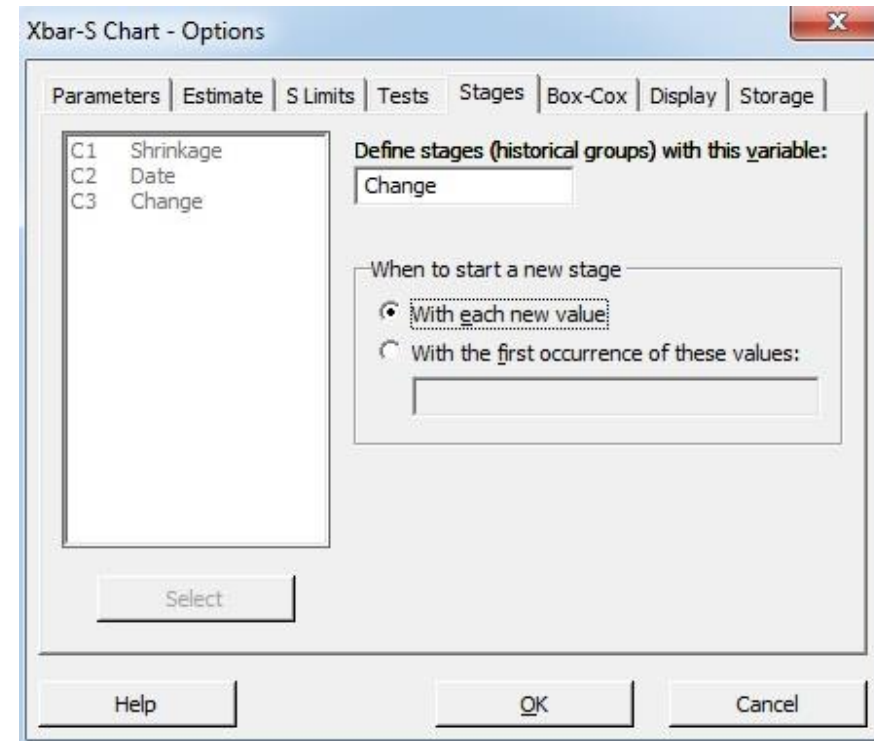 Xbar-S Chart - Options
X
Parameters Estimate S Limits Tests Stages Box-Cox Display Storage
C1 Shrinkage
C2 Date
C3 Change
Define stages (historical groups) with this variable:
Change
When to start a new stage
With each new value
With the first occurrence of these values:
Select
Help OK Cancel